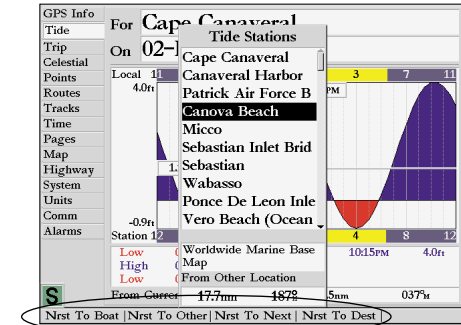 GPS Info
Tide
Trip
Celestial
Points
Routes
Tracks
Time
Pages
Map
Highway
System
Units
Comm
Alarms
S
For Cape Canaveral
On 02-
Tide Stations
Cape Canaveral
Canaveral Harbor
Patrick Air Force B
Canova Beach
Micco
Sebastian Inlet Brid
Sebastian
Wabasso
Ponce De Leon Inle
Vero Beach (Ocean
Worldwide Marine Base
Map
From Other Location
Local 11 3 7 11
4.0ft PM
1.
-0.9ft
Station 12 4 8 12
Low
High 10:15PM 4.0ft
Low
From Curren 17.7nm 187°M 5nm 037°M
Nrst To Boat | Nrst To Other | Nrst To Next | Nrst To Dest